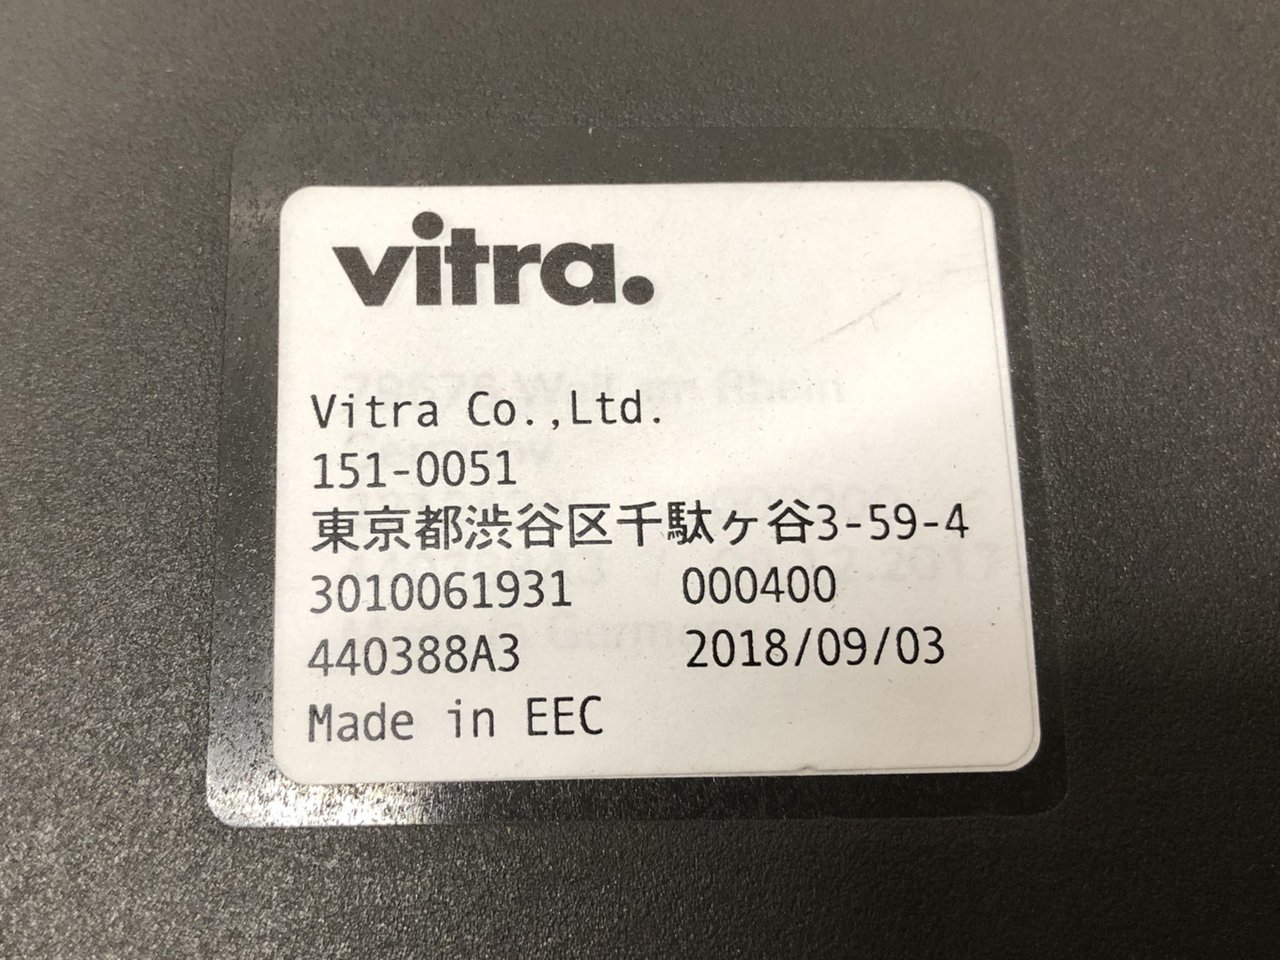 vitra.
Vitra Co.,Ltd.
151-0051
東京都渋谷区千駄ヶ谷3-59-4
3010061931 000400
440388A3 2018/09/03
Made in EEC